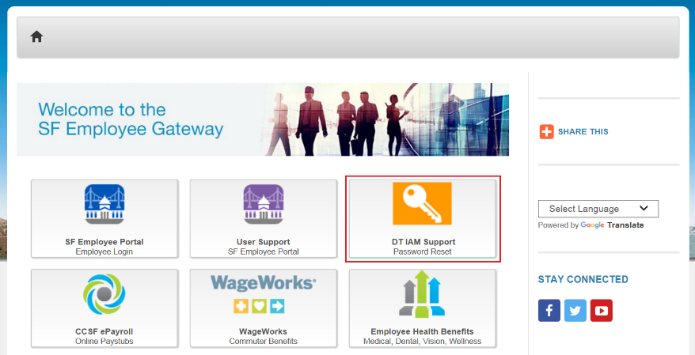 Welcome to the
SF Employee Gateway
SF Employee Portal
Employee Login
User Support
SF Employee Portal
DT IAM Support
Password Reset
CCSF ePayroll
Online Paystubs
WageWorks®
WageWorks
Commuter Benefits
Employee Health Benefits
Medical, Dental, Vision, Wellness
SHARE THIS
Select Language
Powered by Google Translate
STAY CONNECTED